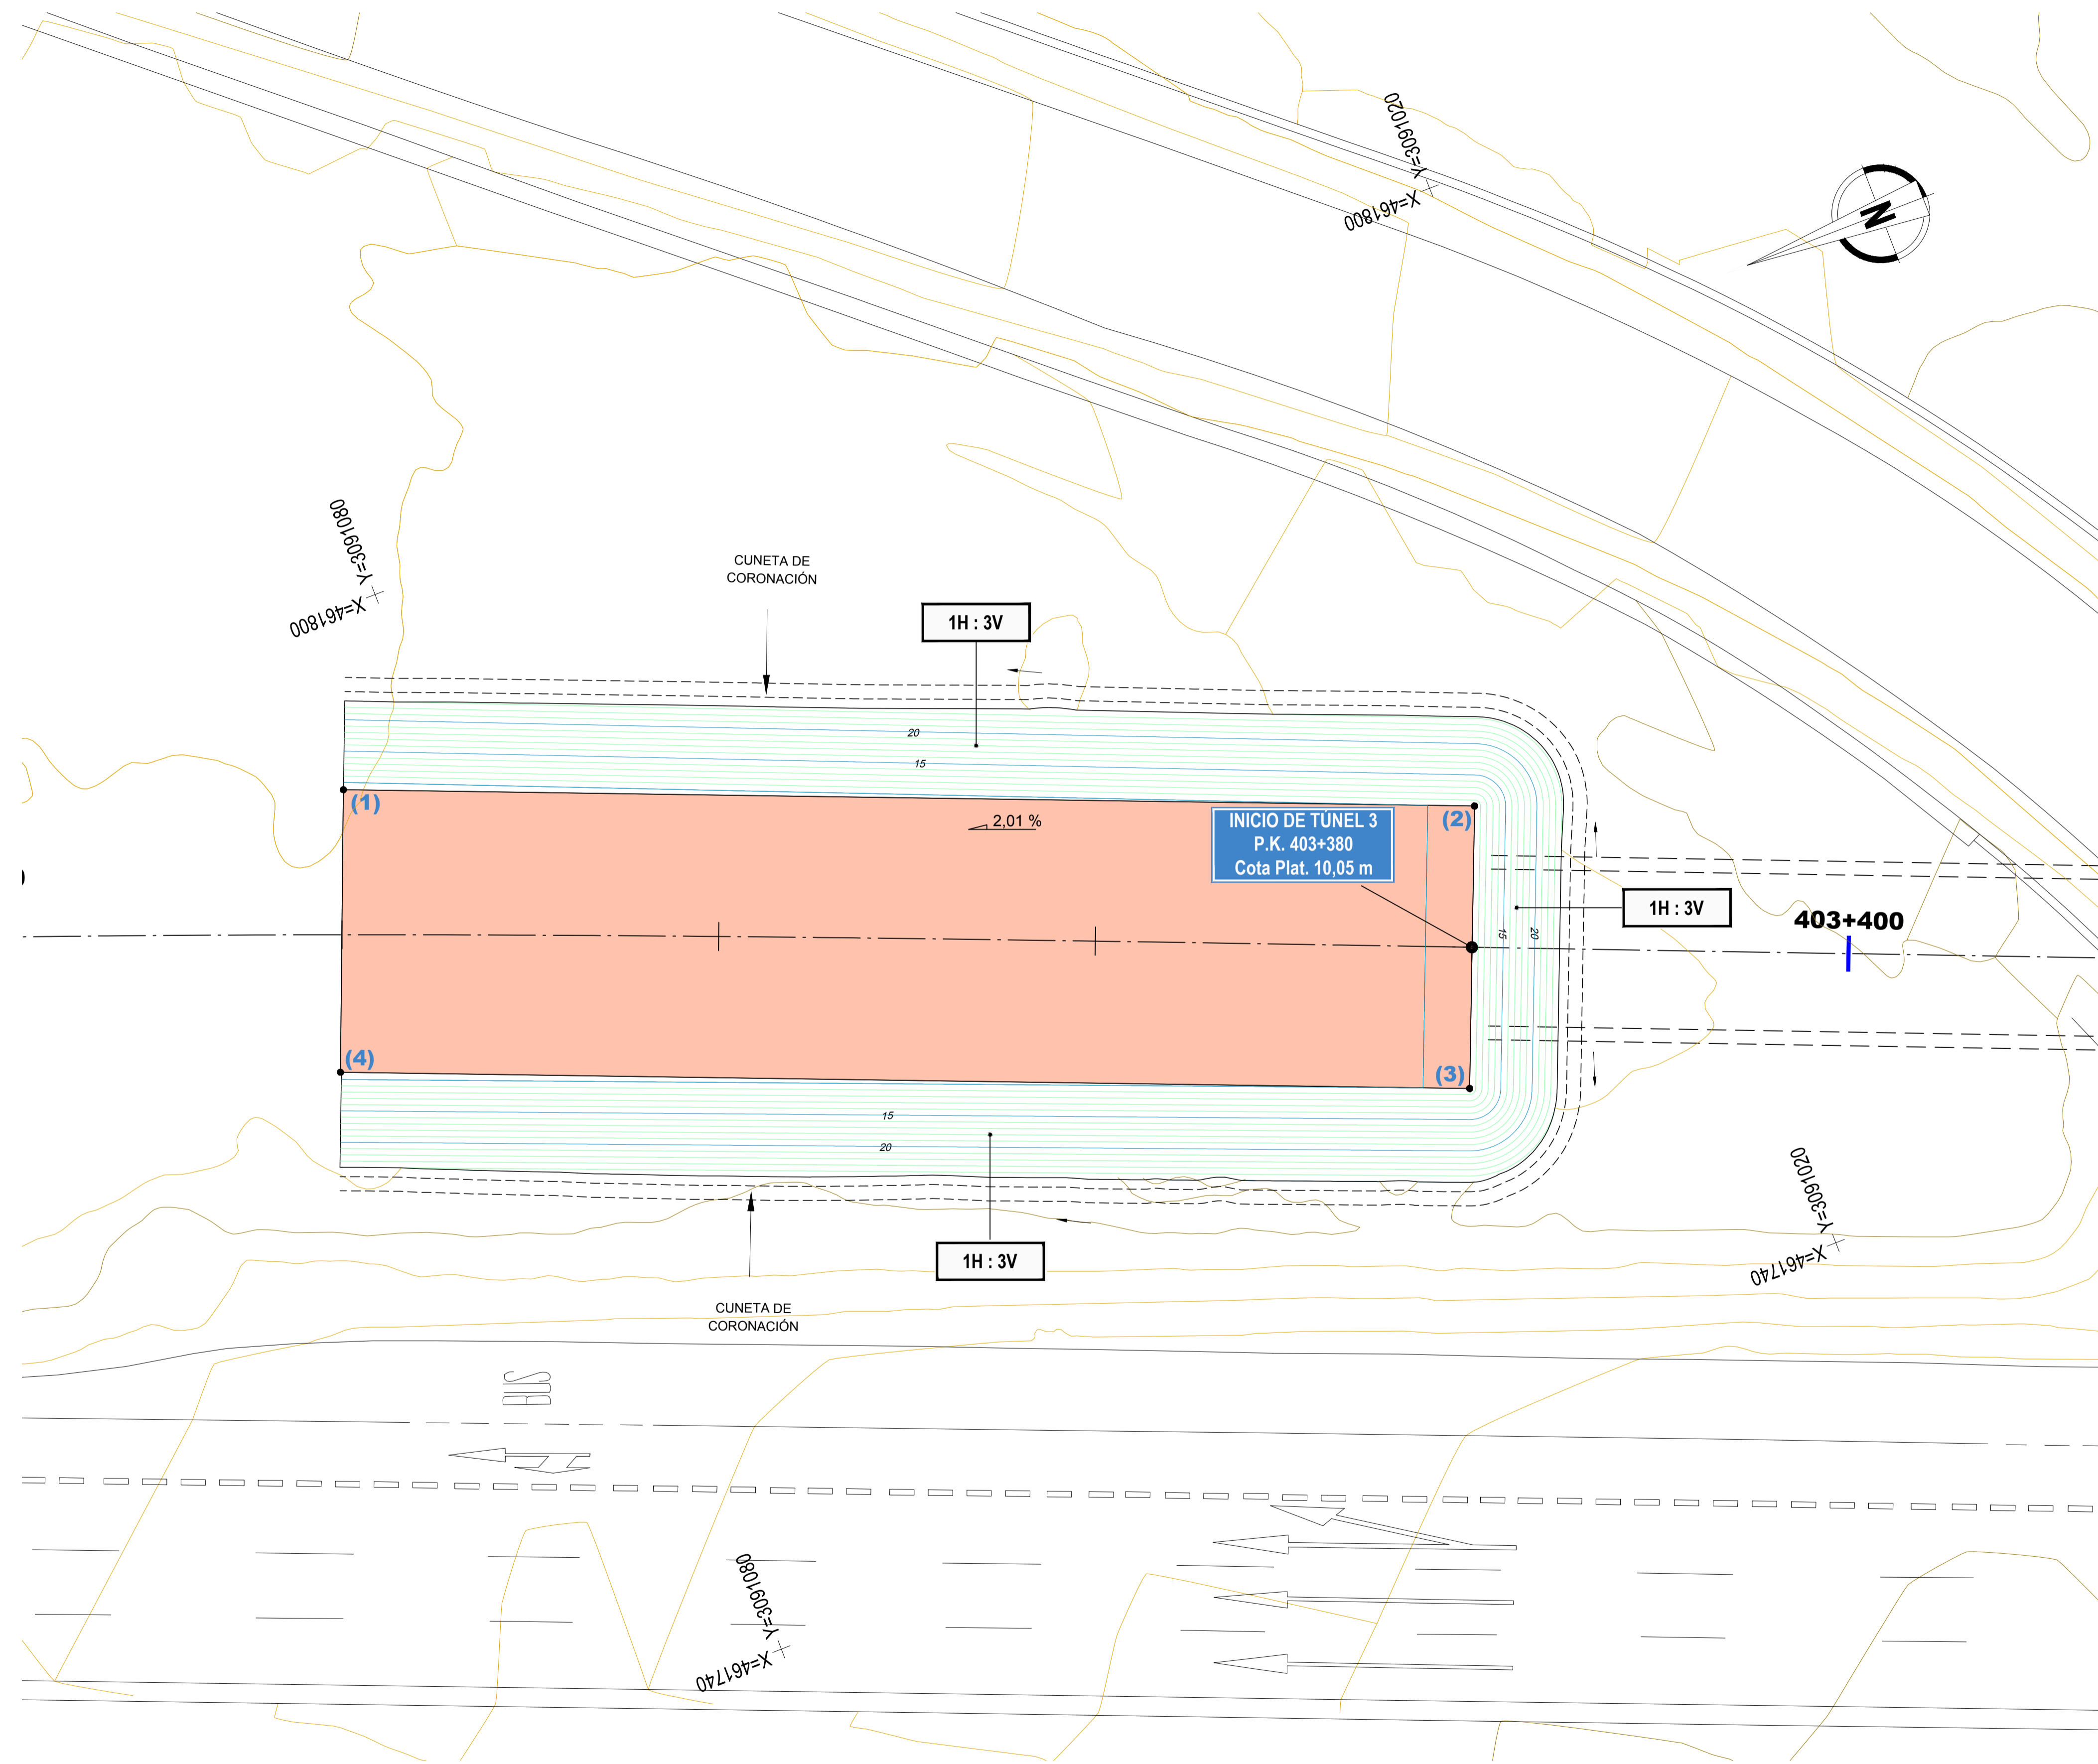 Y=3091020
X=461800
N
Y=3091080
X=461800
CUNETA DE
CORONACIÓN
1H : 3V
20
15
(1)
2,01 %
INICIO DE TÚNEL 3
P.K. 403+380
Cota Plat. 10,05 m
(2)
1H : 3V
403+400
15
20
(4)
(3)
15
20
1H : 3V
Y=3091020
X=461740
CUNETA DE
CORONACIÓN
BUS
Y=3091080
X=461740